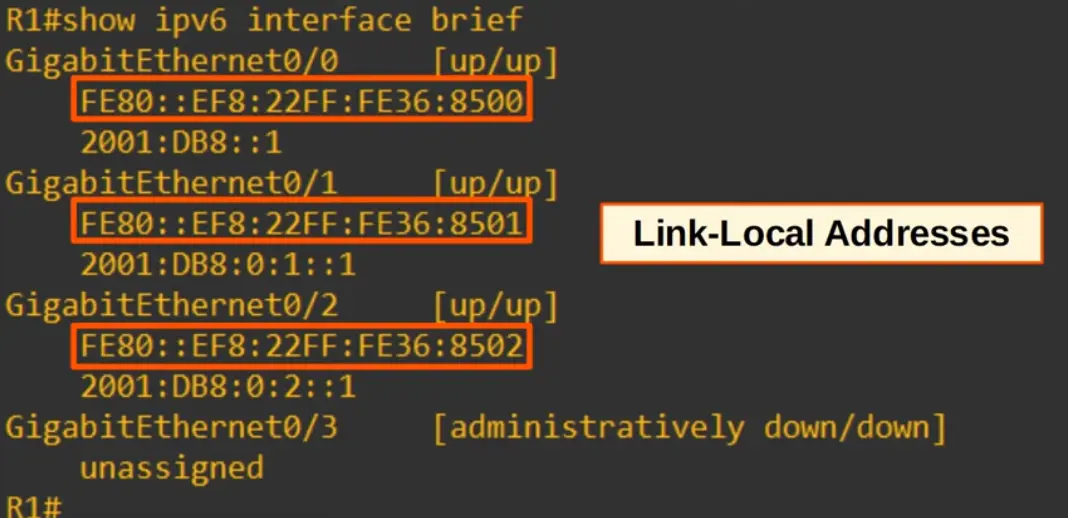 R1#show ipv6 interface brief
GigabitEthernet0/0 [up/up]
FE80::EF8:22FF:FE36:8500
2001:DB8::1
GigabitEthernet0/1 [up/up]
FE80::EF8:22FF:FE36:8501
Link-Local Addresses
2001:DB8:0:1::1
GigabitEthernet0/2 [up/up]
FE80::EF8:22FF:FE36:8502
2001:DB8:0:2::1
GigabitEthernet0/3 [administratively down/down]
unassigned
R1#